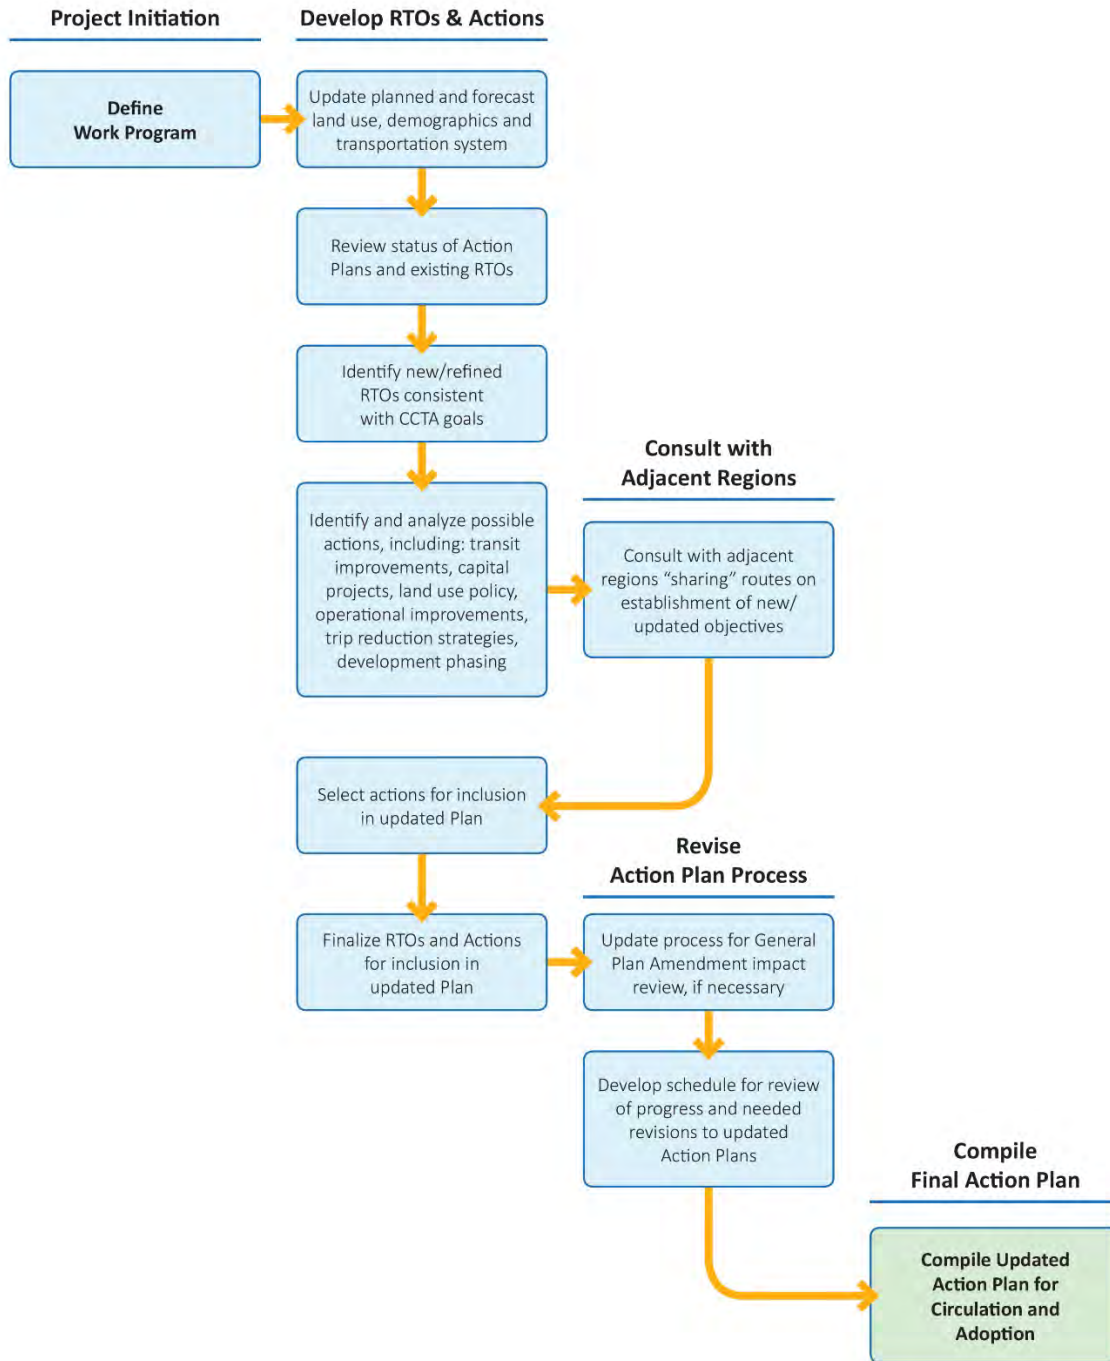 Project Initiation
Develop RTOs & Actions
Define
Work Program
Update planned and forecast
land use, demographics and
transportation system
Review status of Action
Plans and existing RTOs
Identify new/refined
RTOs consistent
with CCTA goals
Identify and analyze possible
actions, including: transit
improvements, capital
projects, land use policy,
operational improvements,
trip reduction strategies,
development phasing
Consult with
Adjacent Regions
Consult with adjacent
regions “sharing” routes on
establishment of new/
updated objectives
Select actions for inclusion
in updated Plan
Finalize RTOs and Actions
for inclusion in
updated Plan
Revise
Action Plan Process
Update process for General
Plan Amendment impact
review, if necessary
Develop schedule for review
of progress and needed
revisions to updated
Action Plans
Compile
Final Action Plan
Compile Updated
Action Plan for
Circulation and
Adoption